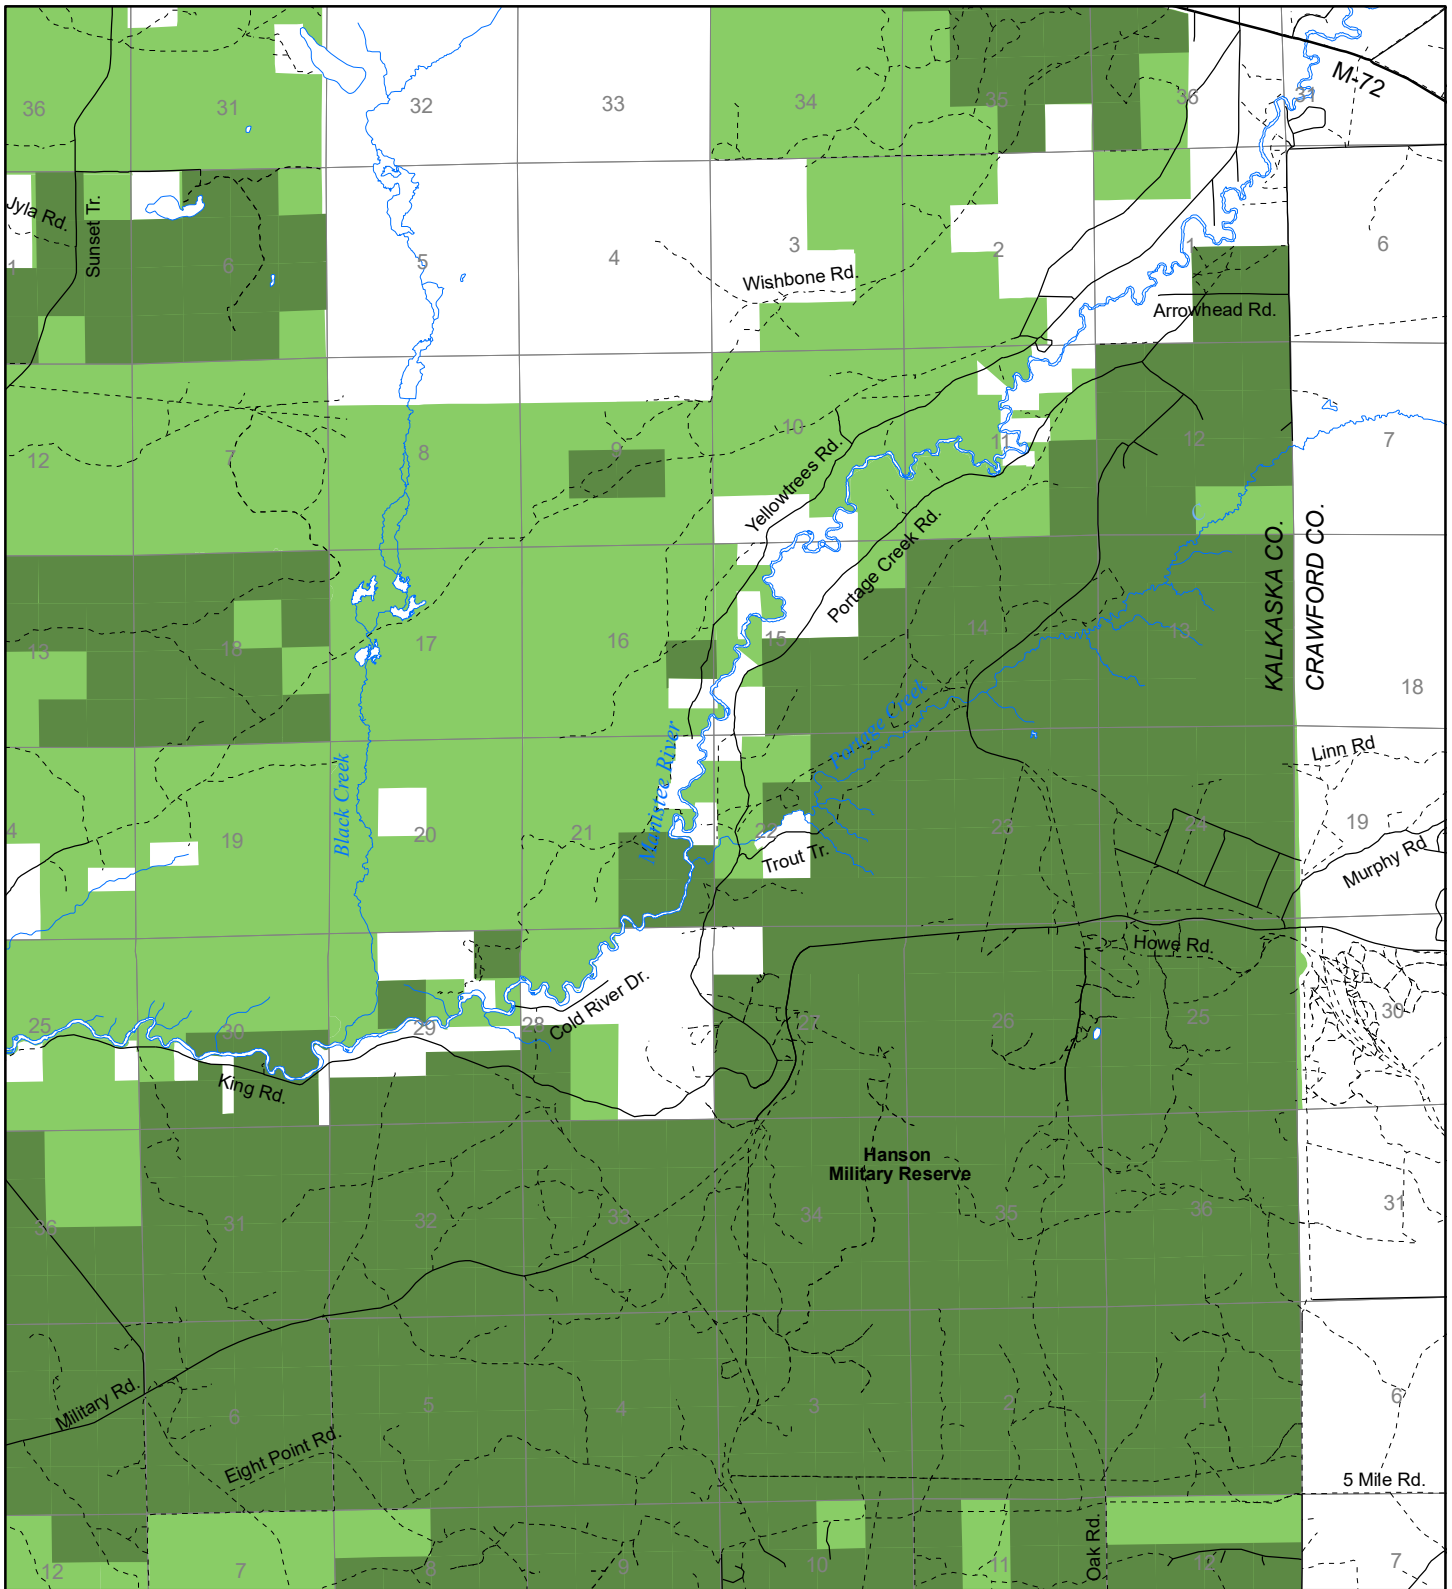 M-72
36
31
32
33
34
35
36
31
Jyla Rd.
Sunset Tr.
1
6
5
4
3
2
1
6
Wishbone Rd.
Arrowhead Rd.
12
7
8
9
10
11
12
7
Yellowtrees Rd.
Portage Creek Rd.
KALKASKA CO.
CRAWFORD CO.
13
18
17
16
15
14
13
18
Black Creek
Manistee River
Portage Creek
Linn Rd
4
19
20
21
22
23
24
19
Trout Tr.
Murphy Rd
Howe Rd.
Cold River Dr.
25
30
29
28
27
26
25
30
King Rd.
Hanson
Military Reserve
36
31
32
33
34
35
36
31
Military Rd.
6
5
4
3
2
1
6
Eight Point Rd.
5 Mile Rd.
Oak Rd.
12
7
8
9
10
11
12
7